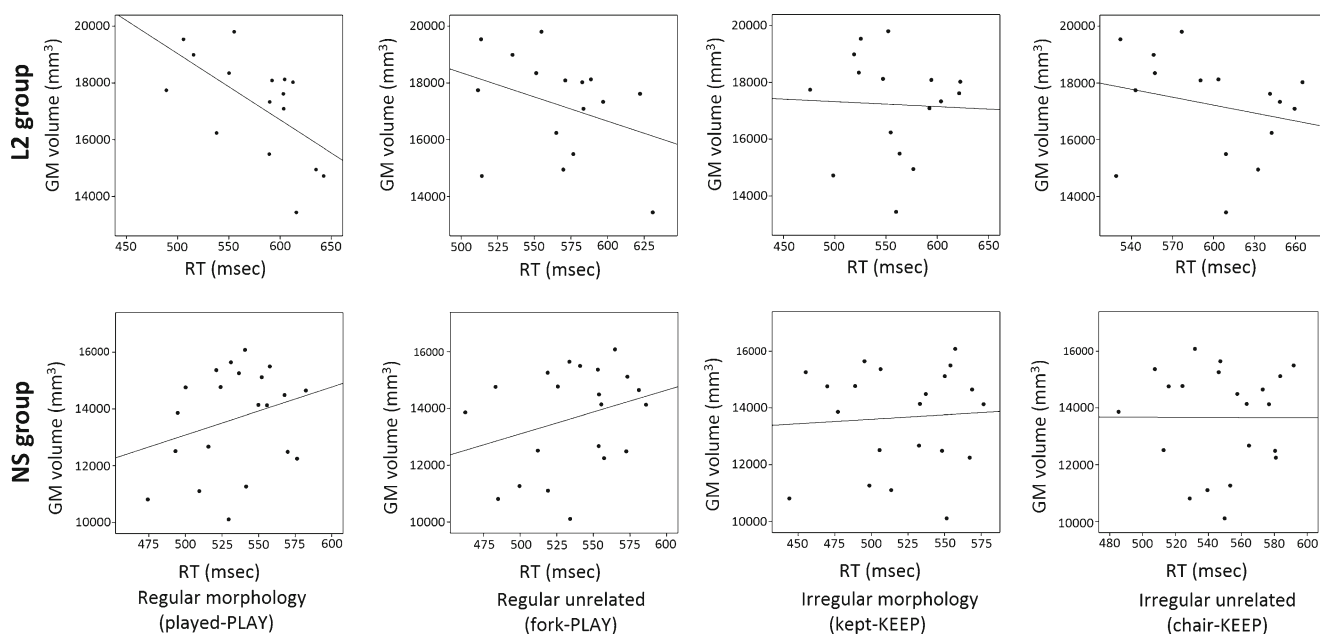 L2 group
GM volume (mm³)
20000
18000
16000
14000
450 500 550 600 650
RT (msec)
GM volume (mm³)
20000
18000
16000
14000
500 525 550 575 600 625
RT (msec)
GM volume (mm³)
20000
18000
16000
14000
450 500 550 600 650
RT (msec)
GM volume (mm³)
20000
18000
16000
14000
540 570 600 630 660
RT (msec)
NS group
GM volume (mm³)
16000
14000
12000
10000
475 500 525 550 575 600
RT (msec)
Regular morphology
(played-PLAY)
GM volume (mm³)
16000
14000
12000
10000
475 500 525 550 575 600
RT (msec)
Regular unrelated
(fork-PLAY)
GM volume (mm³)
16000
14000
12000
10000
450 475 500 525 550 575
RT (msec)
Irregular morphology
(kept-KEEP)
GM volume (mm³)
16000
14000
12000
10000
480 500 520 540 560 580 600
RT (msec)
Irregular unrelated
(chair-KEEP)